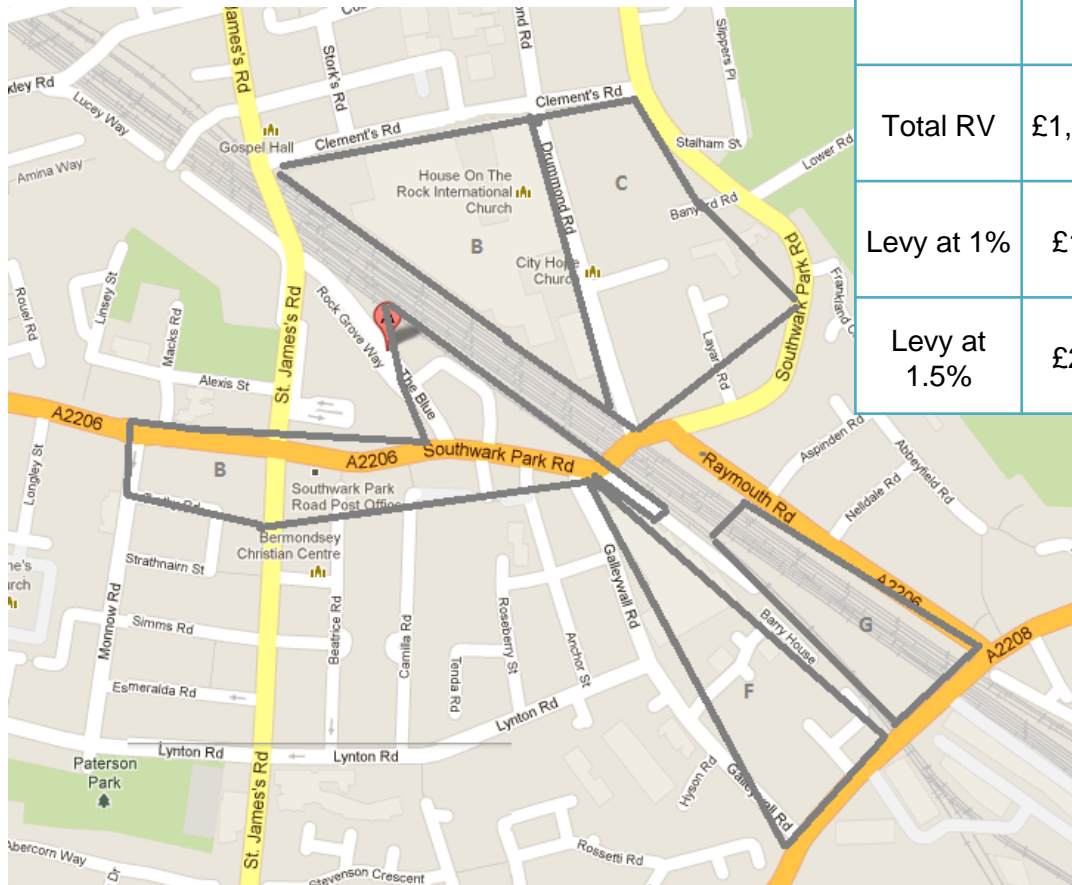 St. James's Rd
Stork's Rd
Slippers Pl
Lucey Way
Clement's Rd
Gospel Hall
Clement's Rd
Stalham St
Lower Rd
Amina Way
House On The
Rock International
Church
Drummond Rd
C
Banyard Rd
B
City Hope
Church
Southwark Park Rd
Frankland
Linsey St
Rouel Rd
Macks Rd
Rock Grove Way
The Blue
Alexis St
St. James's Rd
A2206
A2206
Southwark Park Rd
Longley St
B
Southwark Park
Road Post Office
Raymouth Rd
Aspinden Rd
Abbeyfield Rd
Nelldale Rd
Bermondsey
Christian Centre
Strathnairn St
Galleywall Rd
A2206
Monnow Rd
Simms Rd
Beatrice Rd
Camilla Rd
Roseberry St
Anchor St
Tenda Rd
Barry House
G
A2208
Esmeralda Rd
F
Lynton Rd
Lynton Rd
Lynton Rd
Paterson
Park
Hyson Rd
Galleywall Rd
St. James's Rd
Abercorn Way
Rossetti Rd
Stevenson Crescent
Total RV
£1,
Levy at 1%
Levy at
1.5%